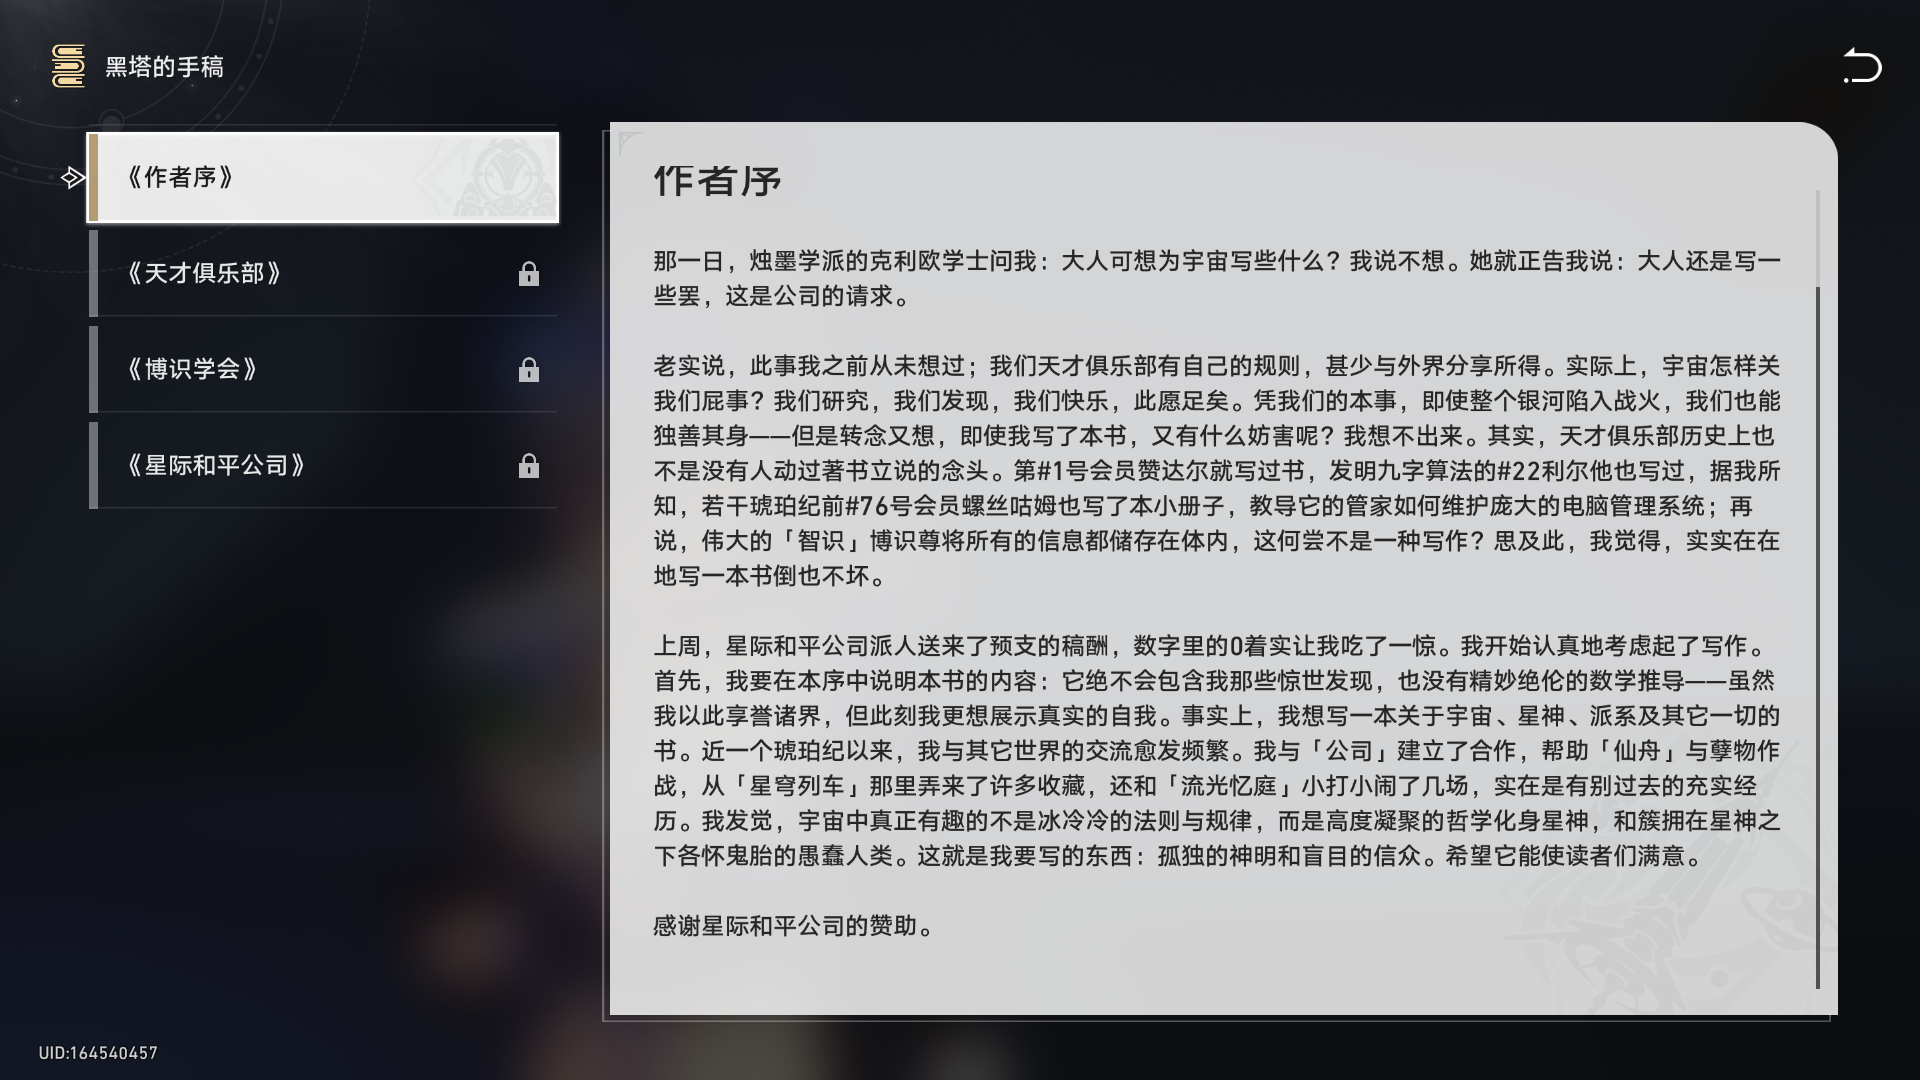 黑塔的手稿
《作者序》
《天才俱乐部》
《博识学会》
《星际和平公司》
作者序
那一日，烛墨学派的克利欧学士问我：大人可想为宇宙写些什么？我说不想。她就正告我说：大人还是写一
些罢，这是公司的请求。
老实说，此事我之前从未想过；我们天才俱乐部有自己的规则，甚少与外界分享所得。实际上，宇宙怎样关
我们屁事？我们研究，我们发现，我们快乐，此愿足矣。凭我们的本事，即使整个银河陷入战火，我们也能
独善其身——但是转念又想，即使我写了本书，又有什么妨害呢？我想不出来。其实，天才俱乐部历史上也
不是没有人动过著书立说的念头。第#1号会员赞达尔就写过书，发明九字算法的#22利尔他也写过，据我所
知，若干琥珀纪前#76号会员螺丝咕姆也写了本小册子，教导它的管家如何维护庞大的电脑管理系统；再
说，伟大的「智识」博识尊将所有的信息都储存在体内，这何尝不是一种写作？思及此，我觉得，实实在在
地写一本书倒也不坏。
上周，星际和平公司派人送来了预支的稿酬，数字里的0着实让我吃了一惊。我开始认真地考虑起了写作。
首先，我要在本序中说明本书的内容：它绝不会包含我那些惊世发现，也没有精妙绝伦的数学推导——虽然
我以此享誉诸界，但此刻我更想展示真实的自我。事实上，我想写一本关于宇宙、星神、派系及其它一切的
书。近一个琥珀纪以来，我与其它世界的交流愈发频繁。我与「公司」建立了合作，帮助「仙舟」与孽物作
战，从「星穹列车」那里弄来了许多收藏，还和「流光忆庭」小打小闹了几场，实在是有别过去的充实经
历。我发觉，宇宙中真正有趣的不是冰冷冷的法则与规律，而是高度凝聚的哲学化身星神，和簇拥在星神之
下各怀鬼胎的愚蠢人类。这就是我要写的东西：孤独的神明和盲目的信众。希望它能使读者们满意。
感谢星际和平公司的赞助。
UID:164540457